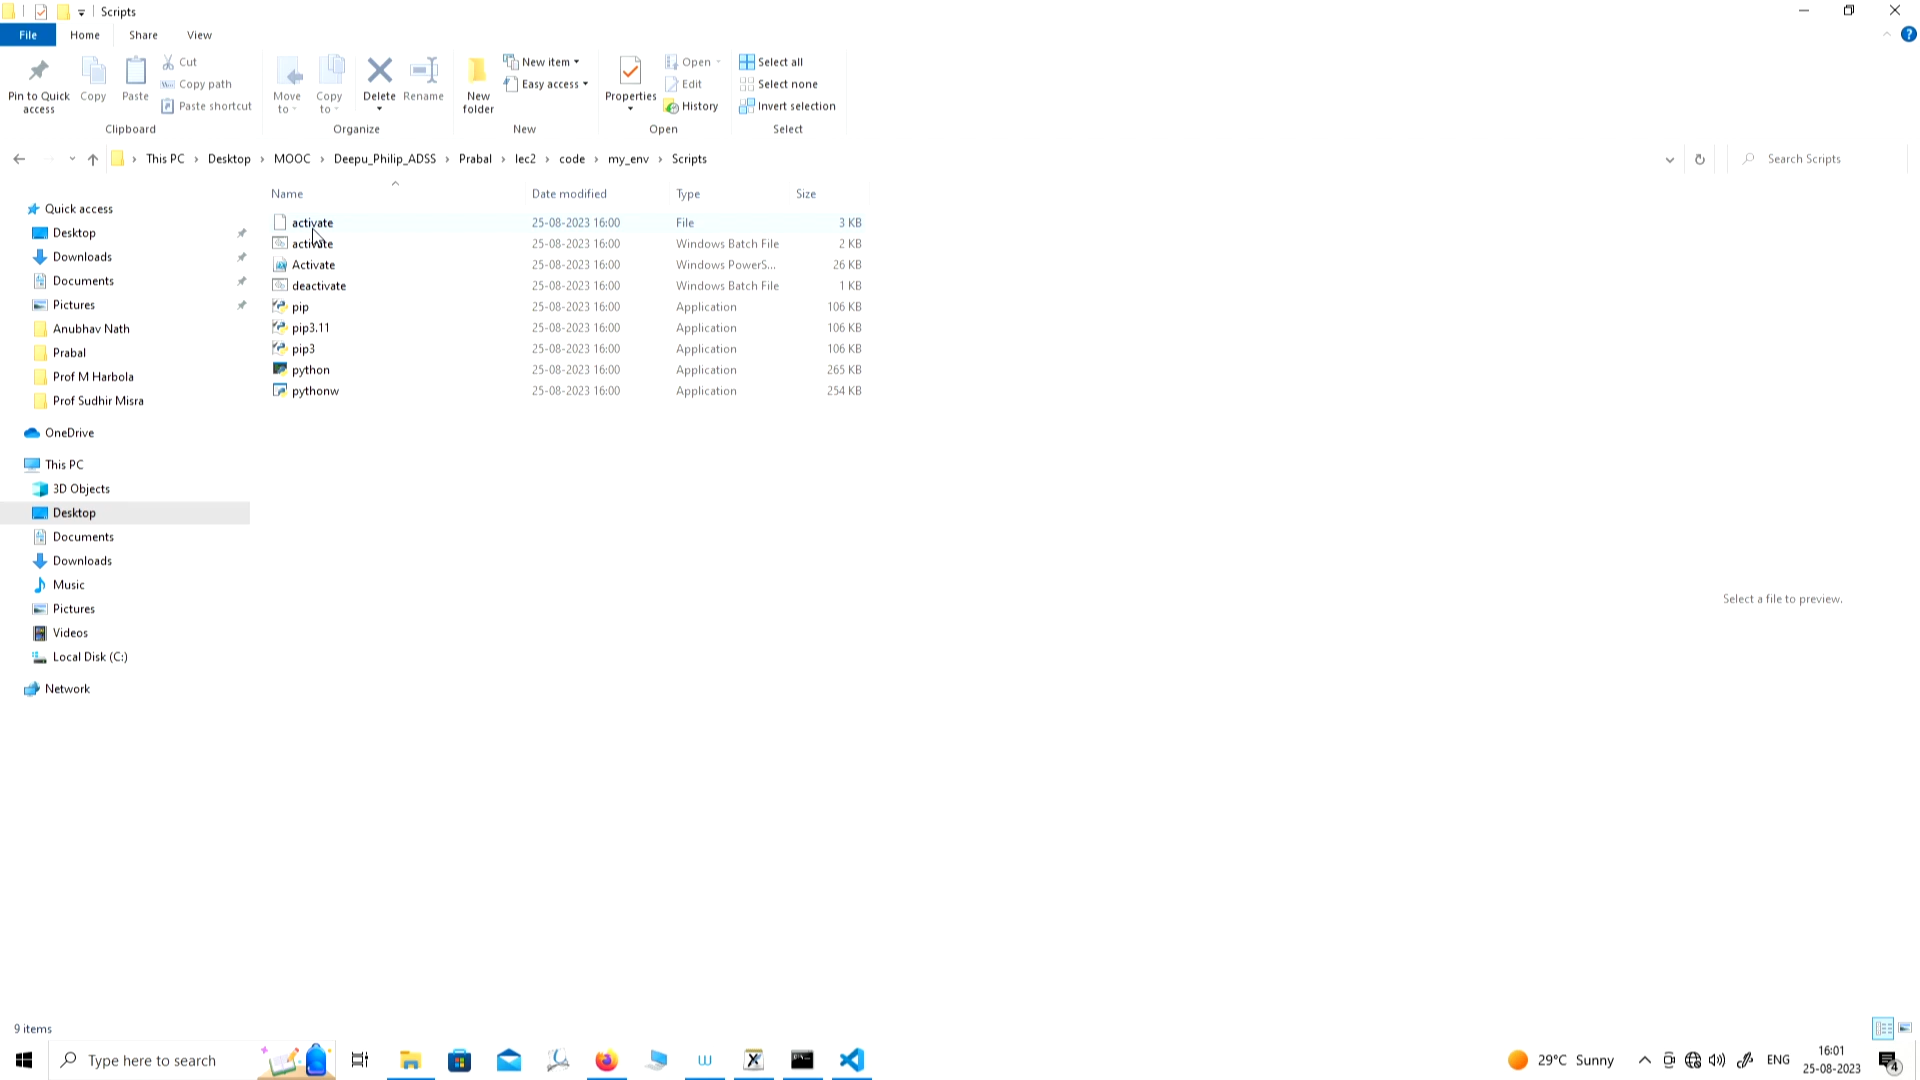 Scripts
File Home Share View
Pin to Quick access
Copy
Paste
Cut
Copy path
Paste shortcut
Clipboard
Move to
Copy to
Delete
Rename
Organize
New folder
New item
Easy access
New
Properties
Open
Edit
History
Open
Select all
Select none
Invert selection
Select
This PC › Desktop › MOOC › Deepu_Philip_ADSS › Prabal › lec2 › code › my_env › Scripts
Search Scripts
Quick access
Desktop
Downloads
Documents
Pictures
Anubhav Nath
Prabal
Prof M Harbola
Prof Sudhir Misra
OneDrive
This PC
3D Objects
Desktop
Documents
Downloads
Music
Pictures
Videos
Local Disk (C:)
Network
Name Date modified Type Size
activate 25-08-2023 16:00 File 3 KB
activate 25-08-2023 16:00 Windows Batch File 2 KB
Activate 25-08-2023 16:00 Windows PowerS... 26 KB
deactivate 25-08-2023 16:00 Windows Batch File 1 KB
pip 25-08-2023 16:00 Application 106 KB
pip3.11 25-08-2023 16:00 Application 106 KB
pip3 25-08-2023 16:00 Application 106 KB
python 25-08-2023 16:00 Application 265 KB
pythonw 25-08-2023 16:00 Application 254 KB
Select a file to preview.
9 items
Type here to search
29°C Sunny
ENG
16:01
25-08-2023
4